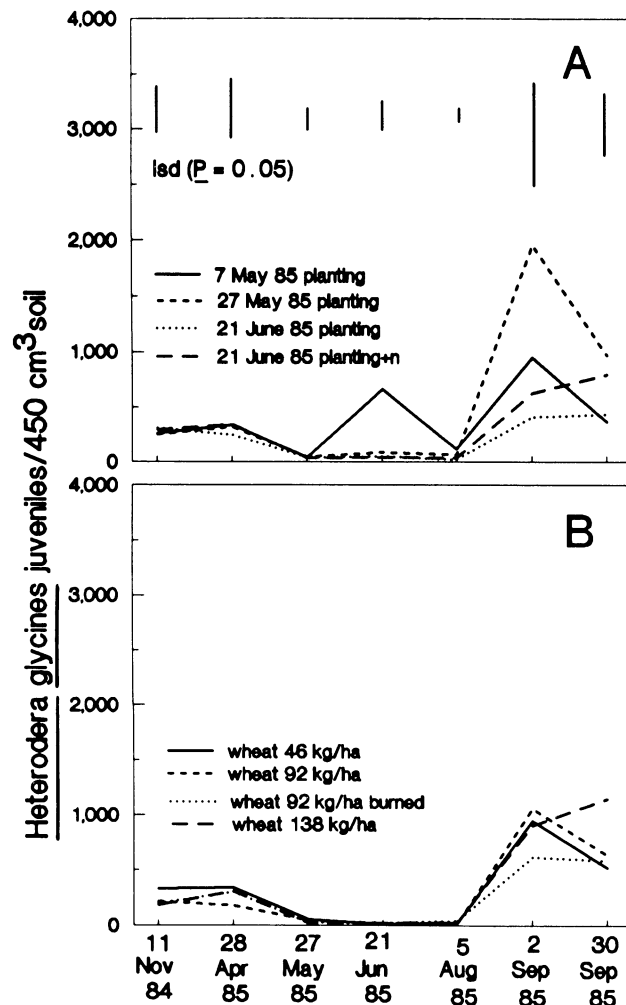 Heterodera glycines juveniles/450 cm³soil
4,000
A
3,000
lsd (P = 0.05)
2,000
7 May 85 planting
27 May 85 planting
21 June 85 planting
21 June 85 planting+n
1,000
0
4,000
B
3,000
2,000
wheat 46 kg/ha
wheat 92 kg/ha
wheat 92 kg/ha burned
wheat 138 kg/ha
1,000
0
11 28 27 21 5 2 30
Nov Apr May Jun Aug Sep Sep
84 85 85 85 85 85 85